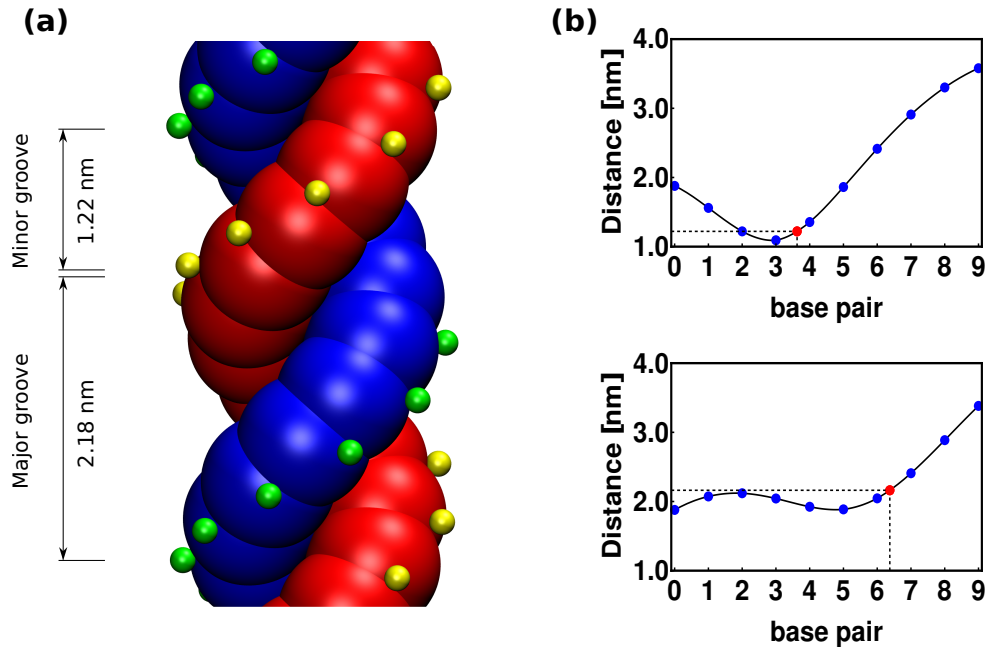 (a)
Minor groove
1.22 nm
Major groove
2.18 nm
(b)
Distance [nm]
4.0
3.0
2.0
1.0
0 1 2 3 4 5 6 7 8 9
base pair
Distance [nm]
4.0
3.0
2.0
1.0
0 1 2 3 4 5 6 7 8 9
base pair